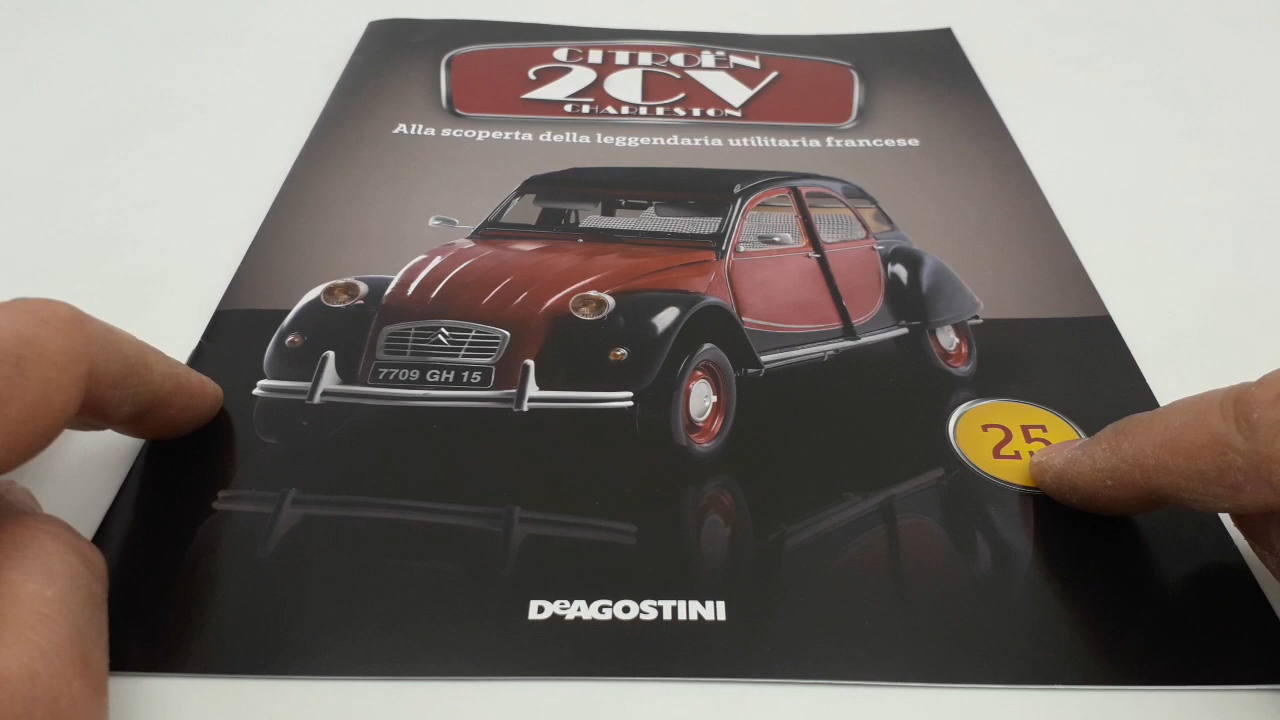 CITROËN
2CV
CHARLESTON
Alla scoperta della leggendaria utilitaria francese
7709 GH 15
25
DeAGOSTINI